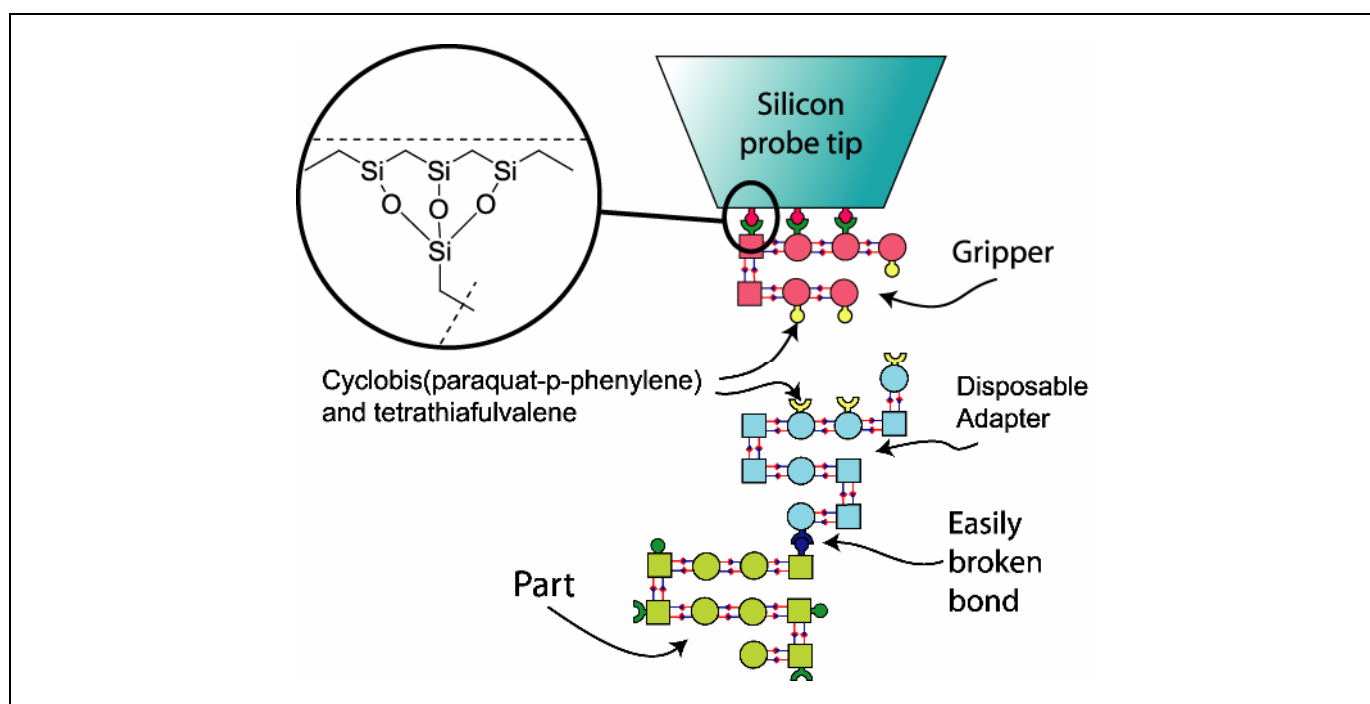 Silicon
probe tip
Si Si Si
O O O
Si
Gripper
Cyclobis(paraquat-p-phenylene)
and tetrathiafulvalene
Disposable
Adapter
Easily
broken
bond
Part